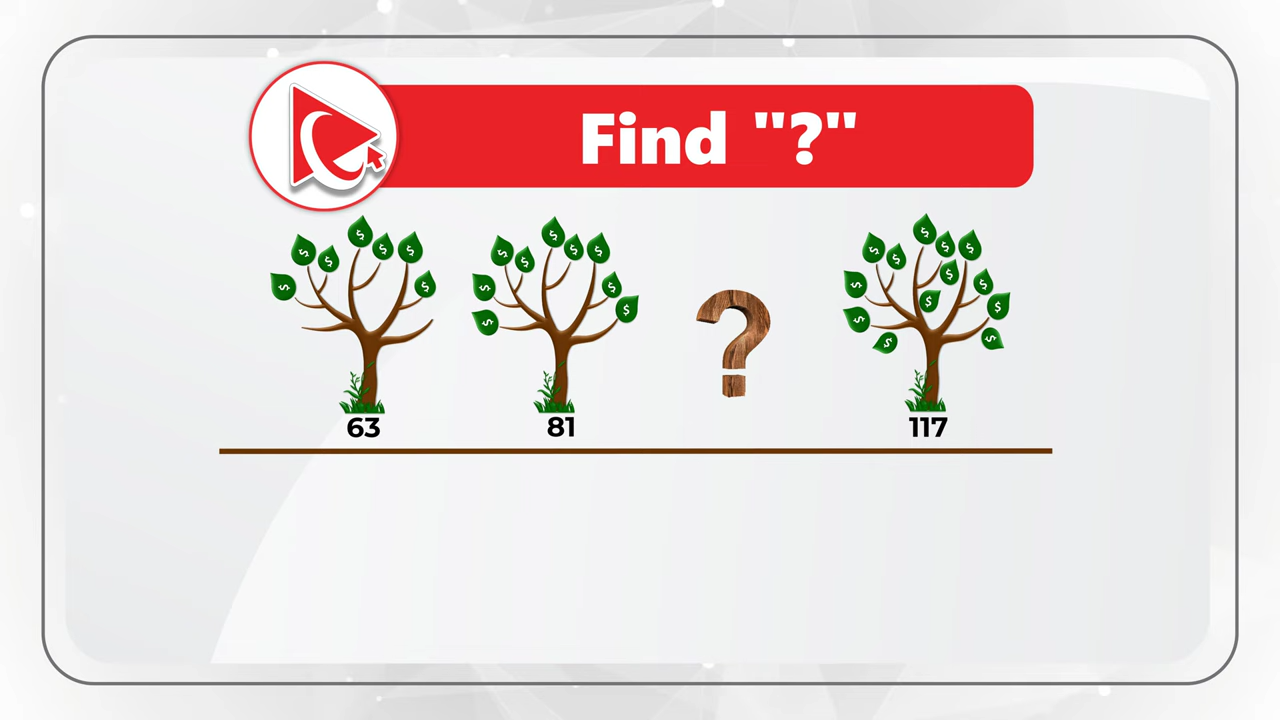 Find "?"
$ $ $ $ $ $ $
$ $ $ $ $ $ $ $ $
?
$ $ $ $ $ $ $ $ $ $ $ $ $
63 81 117